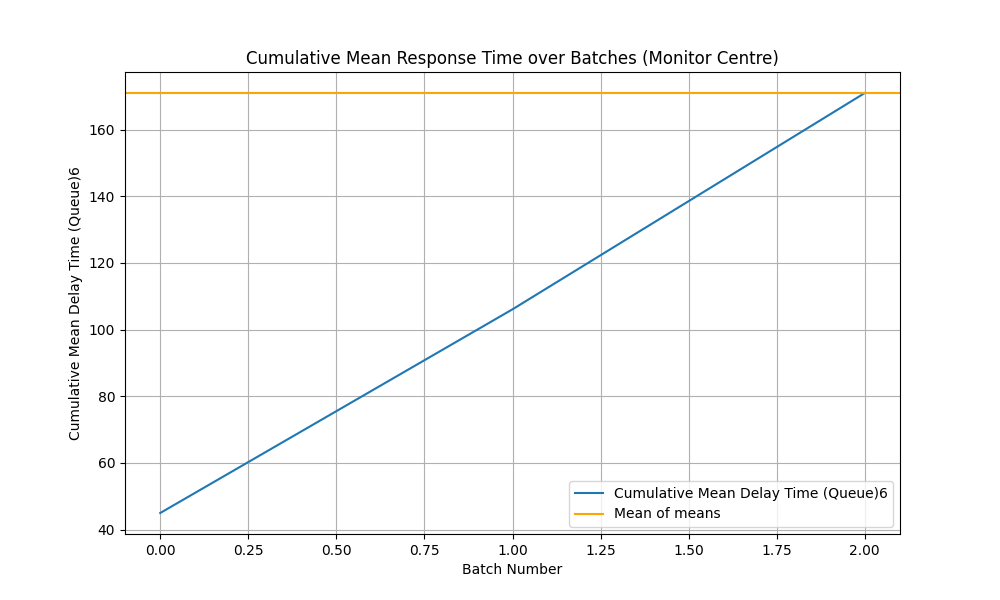 Cumulative Mean Response Time over Batches (Monitor Centre)
Cumulative Mean Delay Time (Queue)6
160
140
120
100
80
60
40
Cumulative Mean Delay Time (Queue)6
Mean of means
0.00 0.25 0.50 0.75 1.00 1.25 1.50 1.75 2.00
Batch Number